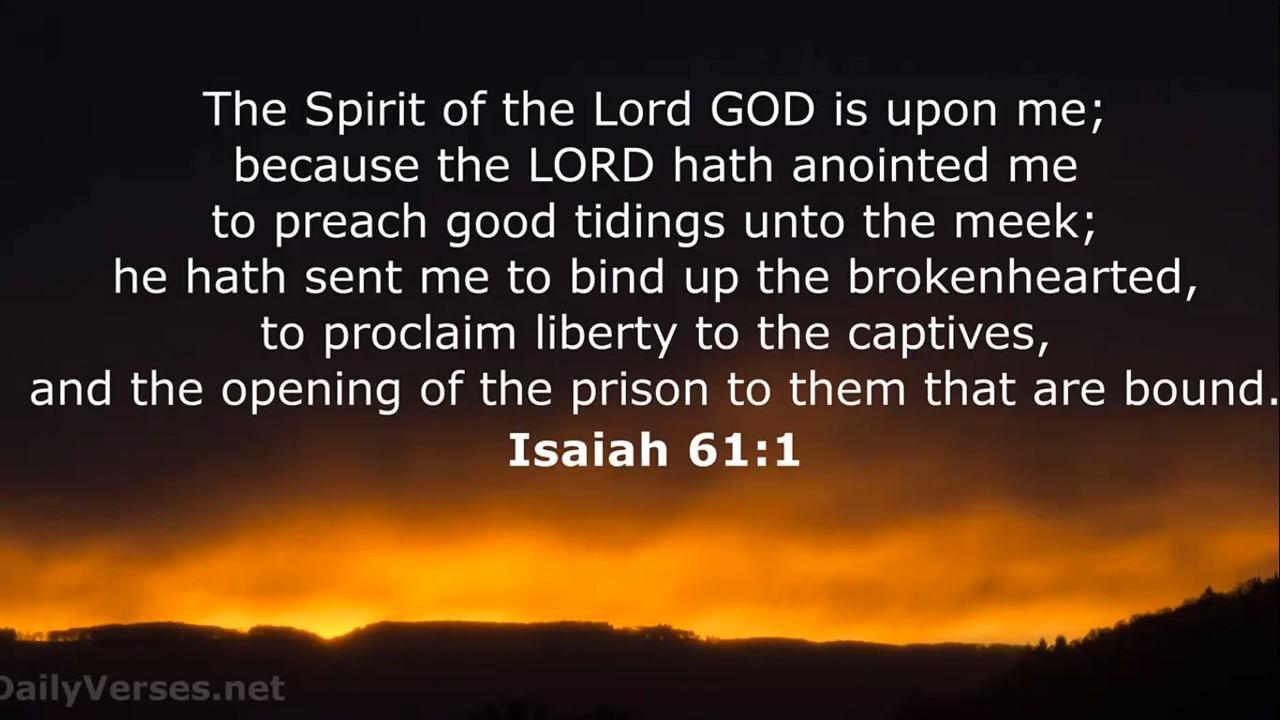 The Spirit of the Lord GOD is upon me;
because the LORD hath anointed me
to preach good tidings unto the meek;
he hath sent me to bind up the brokenhearted,
to proclaim liberty to the captives,
and the opening of the prison to them that are bound.
Isaiah 61:1
DailyVerses.net